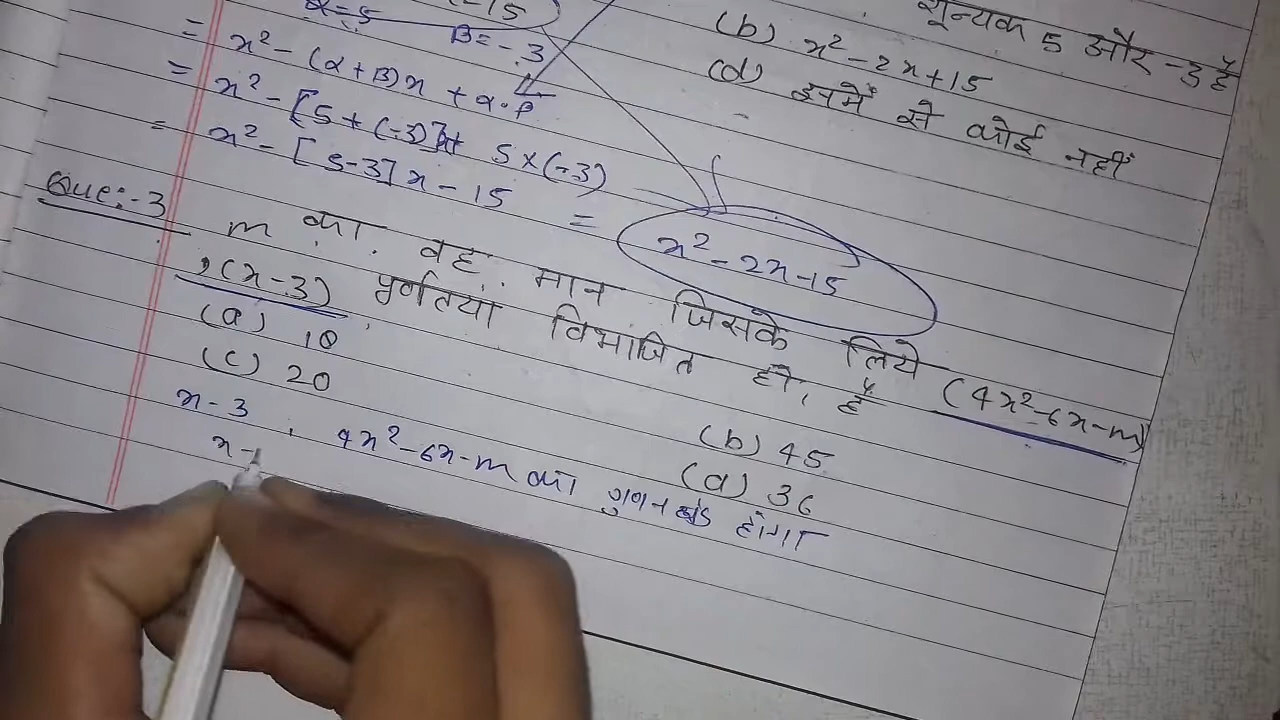 शून्यक 5 और -3 हैं
-15
α=5 β=-3
(b) x²-2x+15
= x²-(α+β)x+α·β
(d) इनमें से कोई नहीं
= x²-[5+(-3)]x+ 5×(-3)
= x²-[5-3]x-15 = x²-2x-15
Que:-3 m का वह मान जिसके लिये (4x²-6x-m)
,(x-3) पूर्णतया विभाजित हो, है
(a) 10 (b) 45
(c) 20 (d) 36
x-3, 4x²-6x-m का गुणनखंड होगा
x-